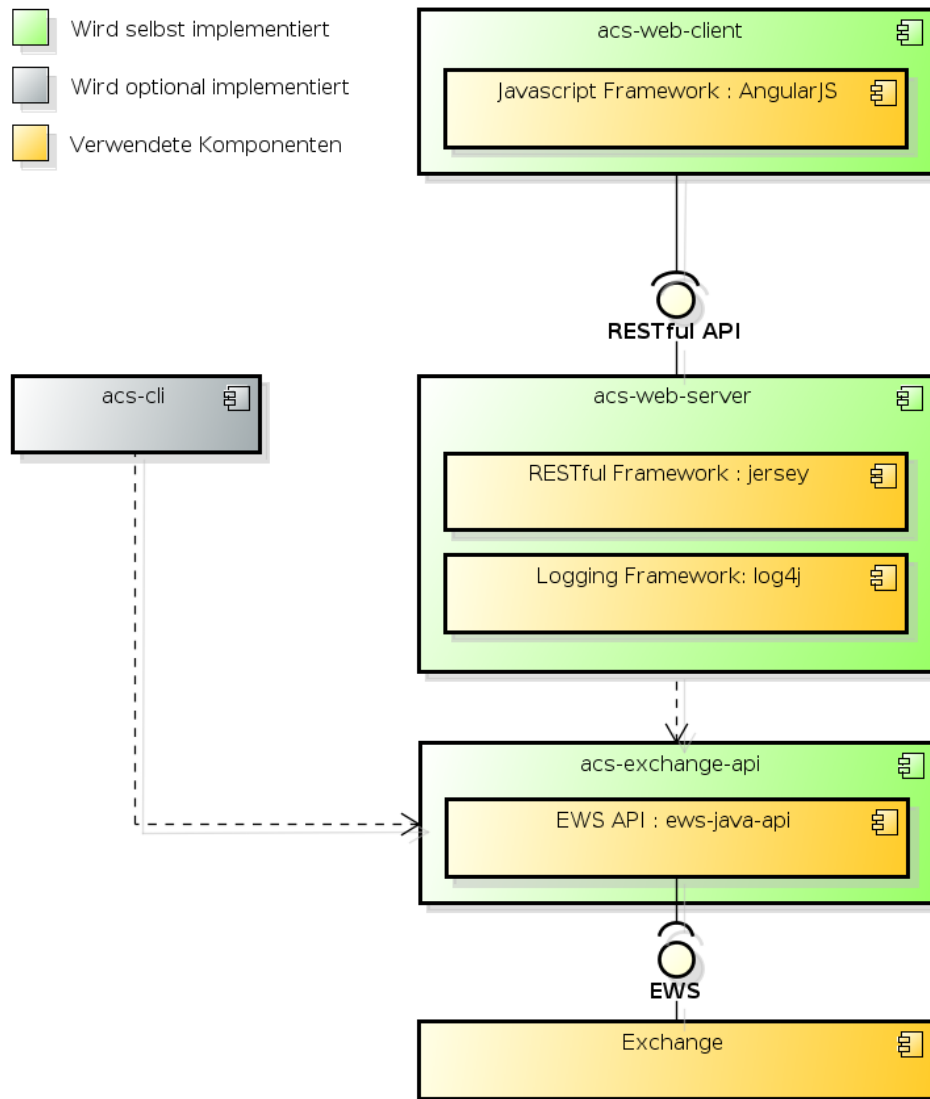 Wird selbst implementiert
Wird optional implementiert
Verwendete Komponenten
acs-web-client
Javascript Framework : AngularJS
RESTful API
acs-cli
acs-web-server
RESTful Framework : jersey
Logging Framework: log4j
acs-exchange-api
EWS API : ews-java-api
EWS
Exchange